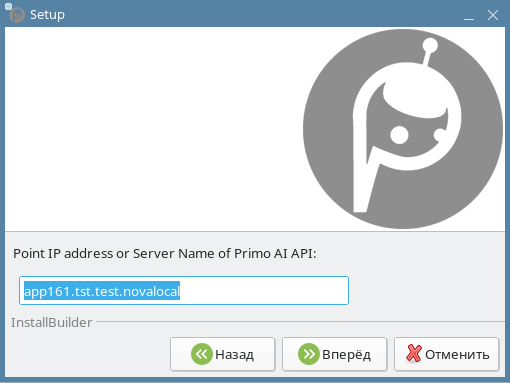 Setup
Point IP address or Server Name of Primo AI API:
app161.tst.test.novalocal
InstallBuilder
Назад
Вперёд
Отменить